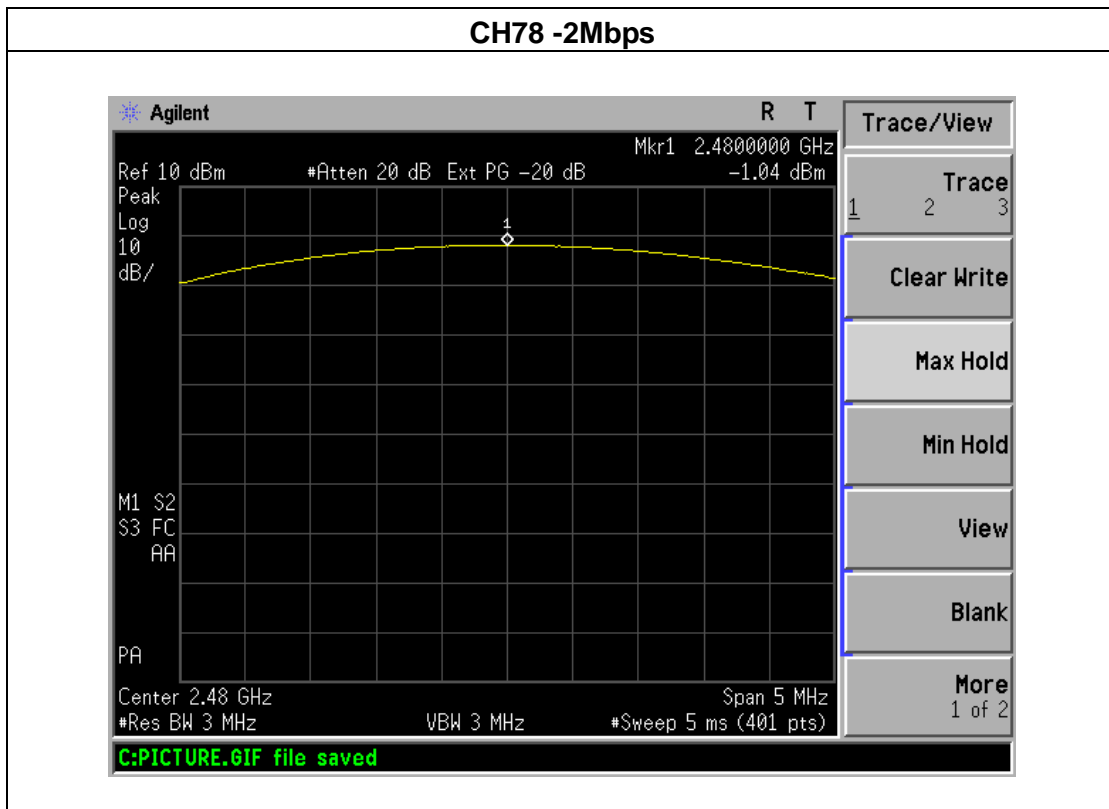 CH78 -2Mbps
Agilent
R T
Trace/View
Mkr1 2.4800000 GHz
Ref 10 dBm #Atten 20 dB Ext PG -20 dB -1.04 dBm
Peak
Log
10
dB/
1
Trace
1 2 3
Clear Write
Max Hold
Min Hold
M1 S2
S3 FC
AA
View
Blank
PA
Center 2.48 GHz Span 5 MHz
#Res BW 3 MHz VBW 3 MHz #Sweep 5 ms (401 pts)
More
1 of 2
C:PICTURE.GIF file saved